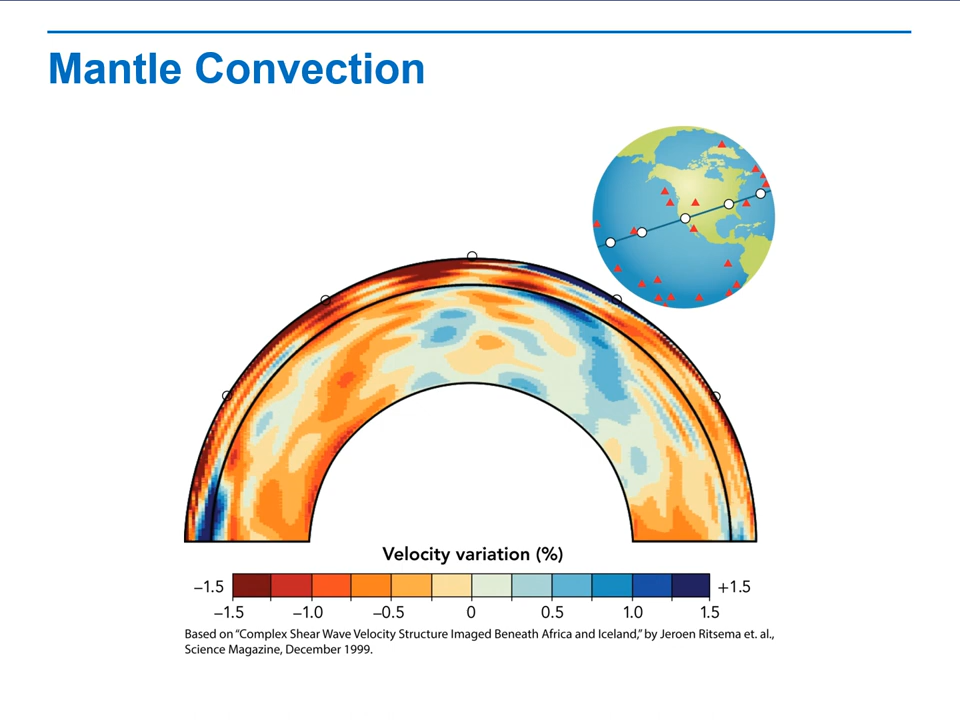 Mantle Convection
Velocity variation (%)
–1.5 +1.5
–1.5 –1.0 –0.5 0 0.5 1.0 1.5
Based on “Complex Shear Wave Velocity Structure Imaged Beneath Africa and Iceland,” by Jeroen Ritsema et. al.,
Science Magazine, December 1999.